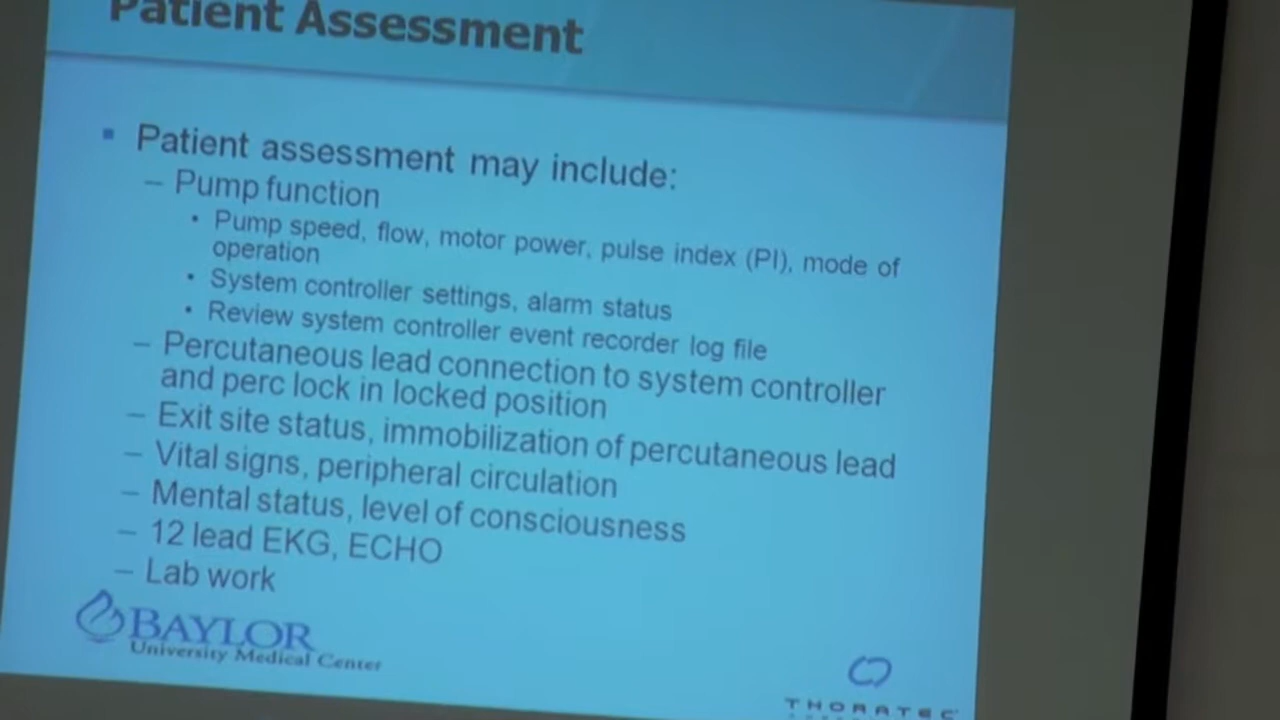 Patient Assessment
▪ Patient assessment may include:
– Pump function
• Pump speed, flow, motor power, pulse index (PI), mode of
operation
• System controller settings, alarm status
• Review system controller event recorder log file
– Percutaneous lead connection to system controller
and perc lock in locked position
– Exit site status, immobilization of percutaneous lead
– Vital signs, peripheral circulation
– Mental status, level of consciousness
– 12 lead EKG, ECHO
– Lab work
BAYLOR
University Medical Center
THORATEC